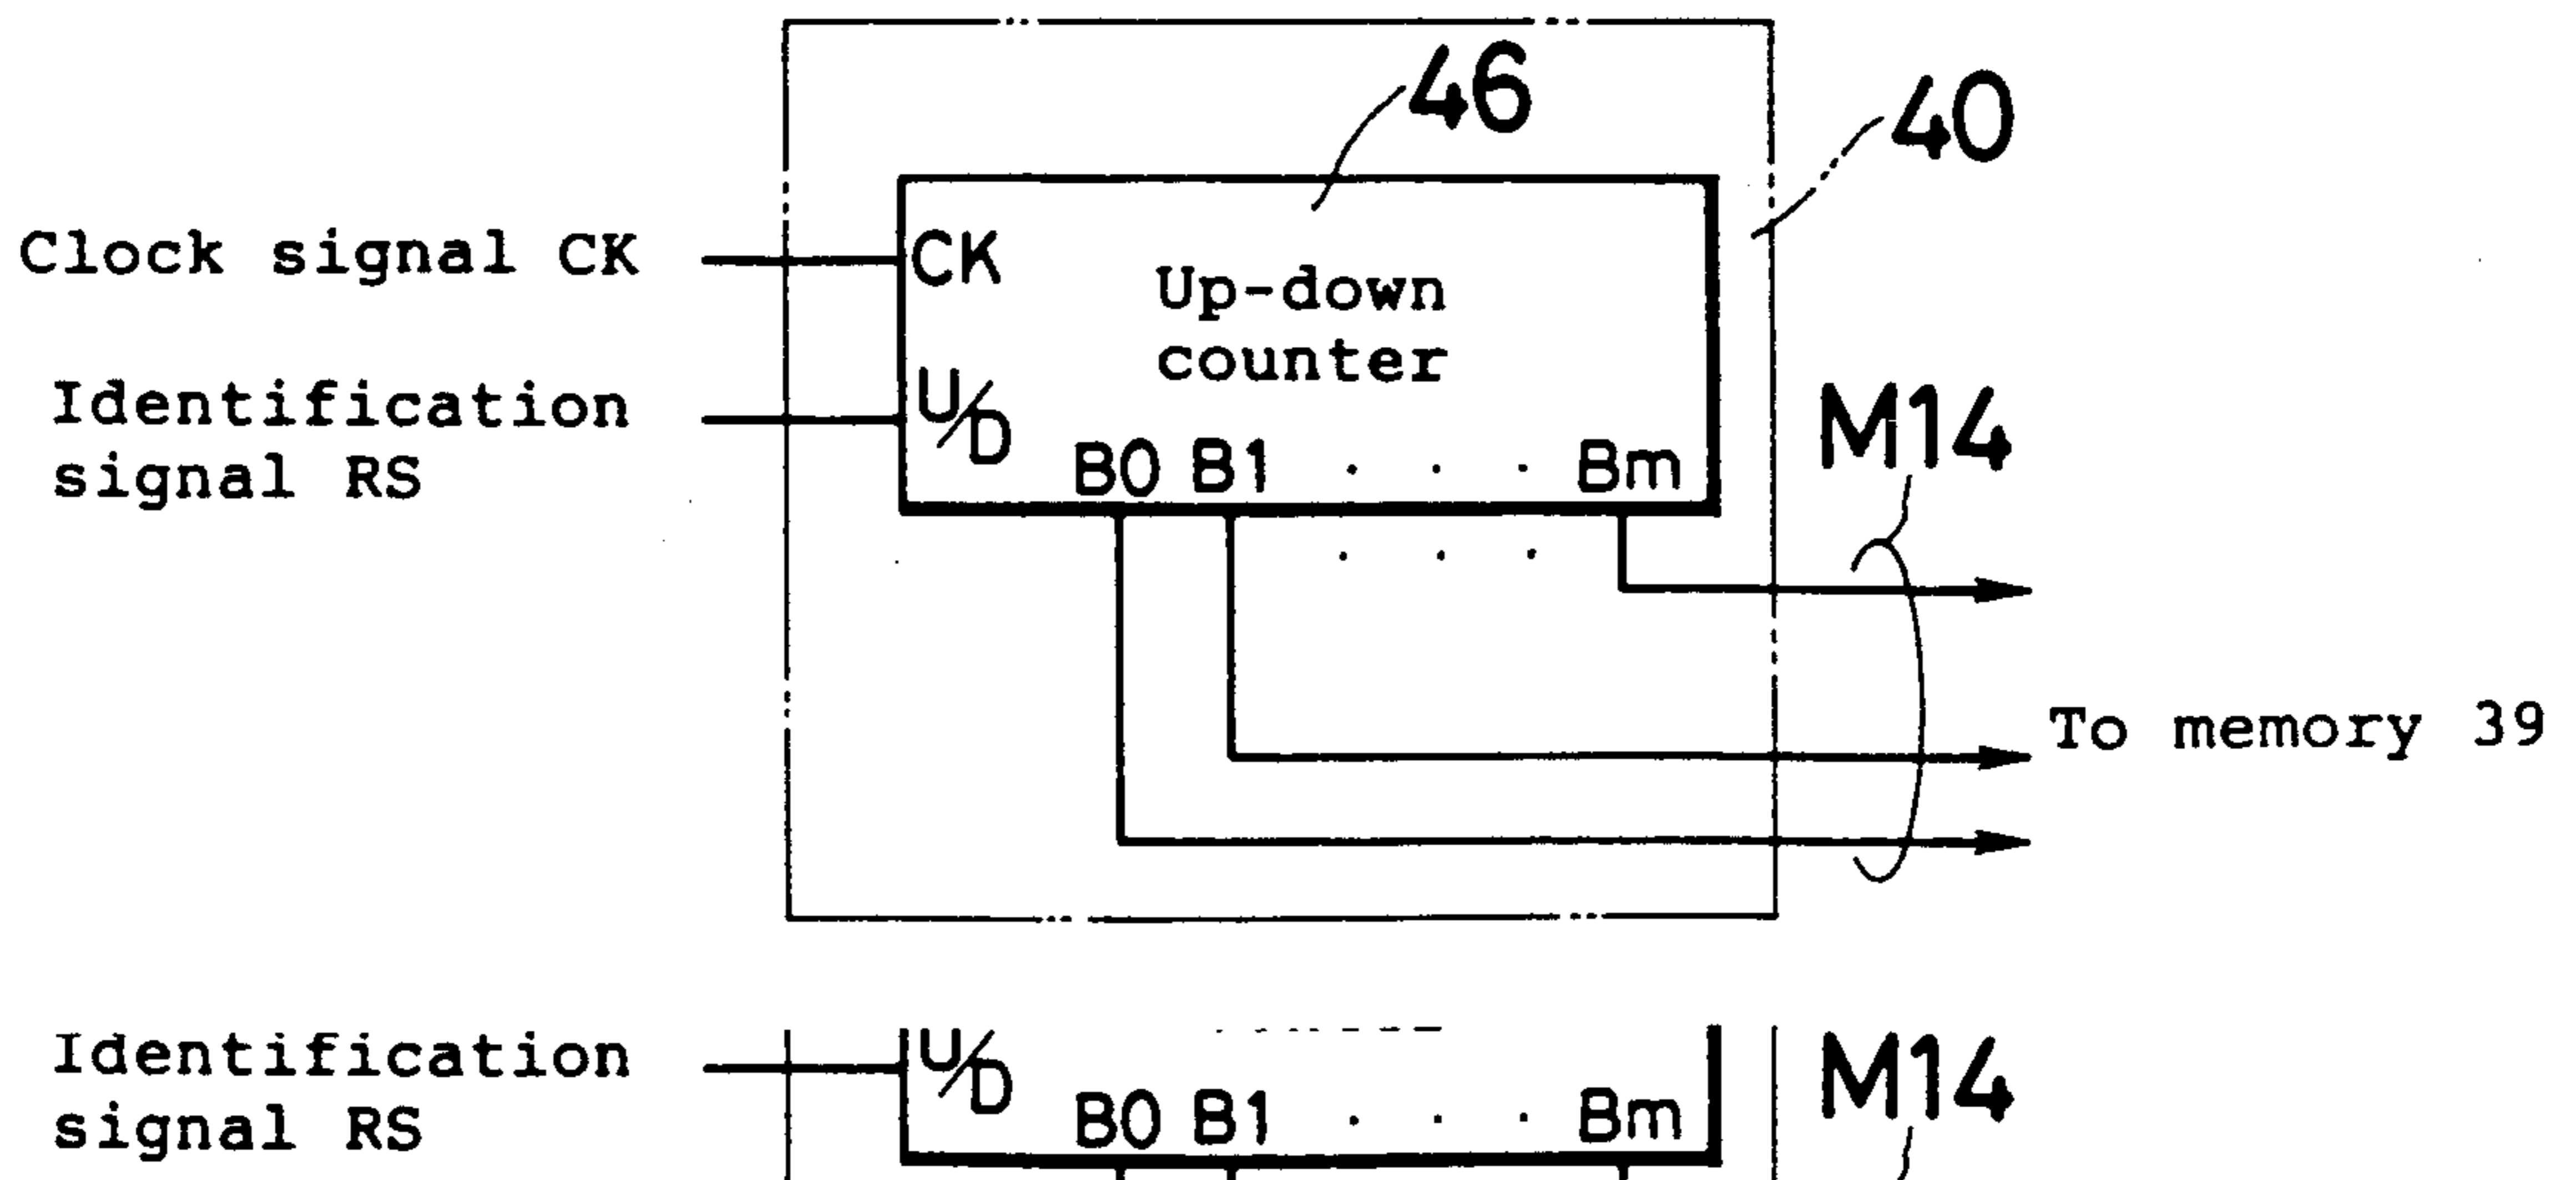 46
40
Clock signal CK
CK
Up-down
counter
Identification
signal RS
U/D
B0 B1 . . . Bm
M14
. . .
To memory 39
Identification
signal RS
U/D
B0 B1 . . . Bm
M14